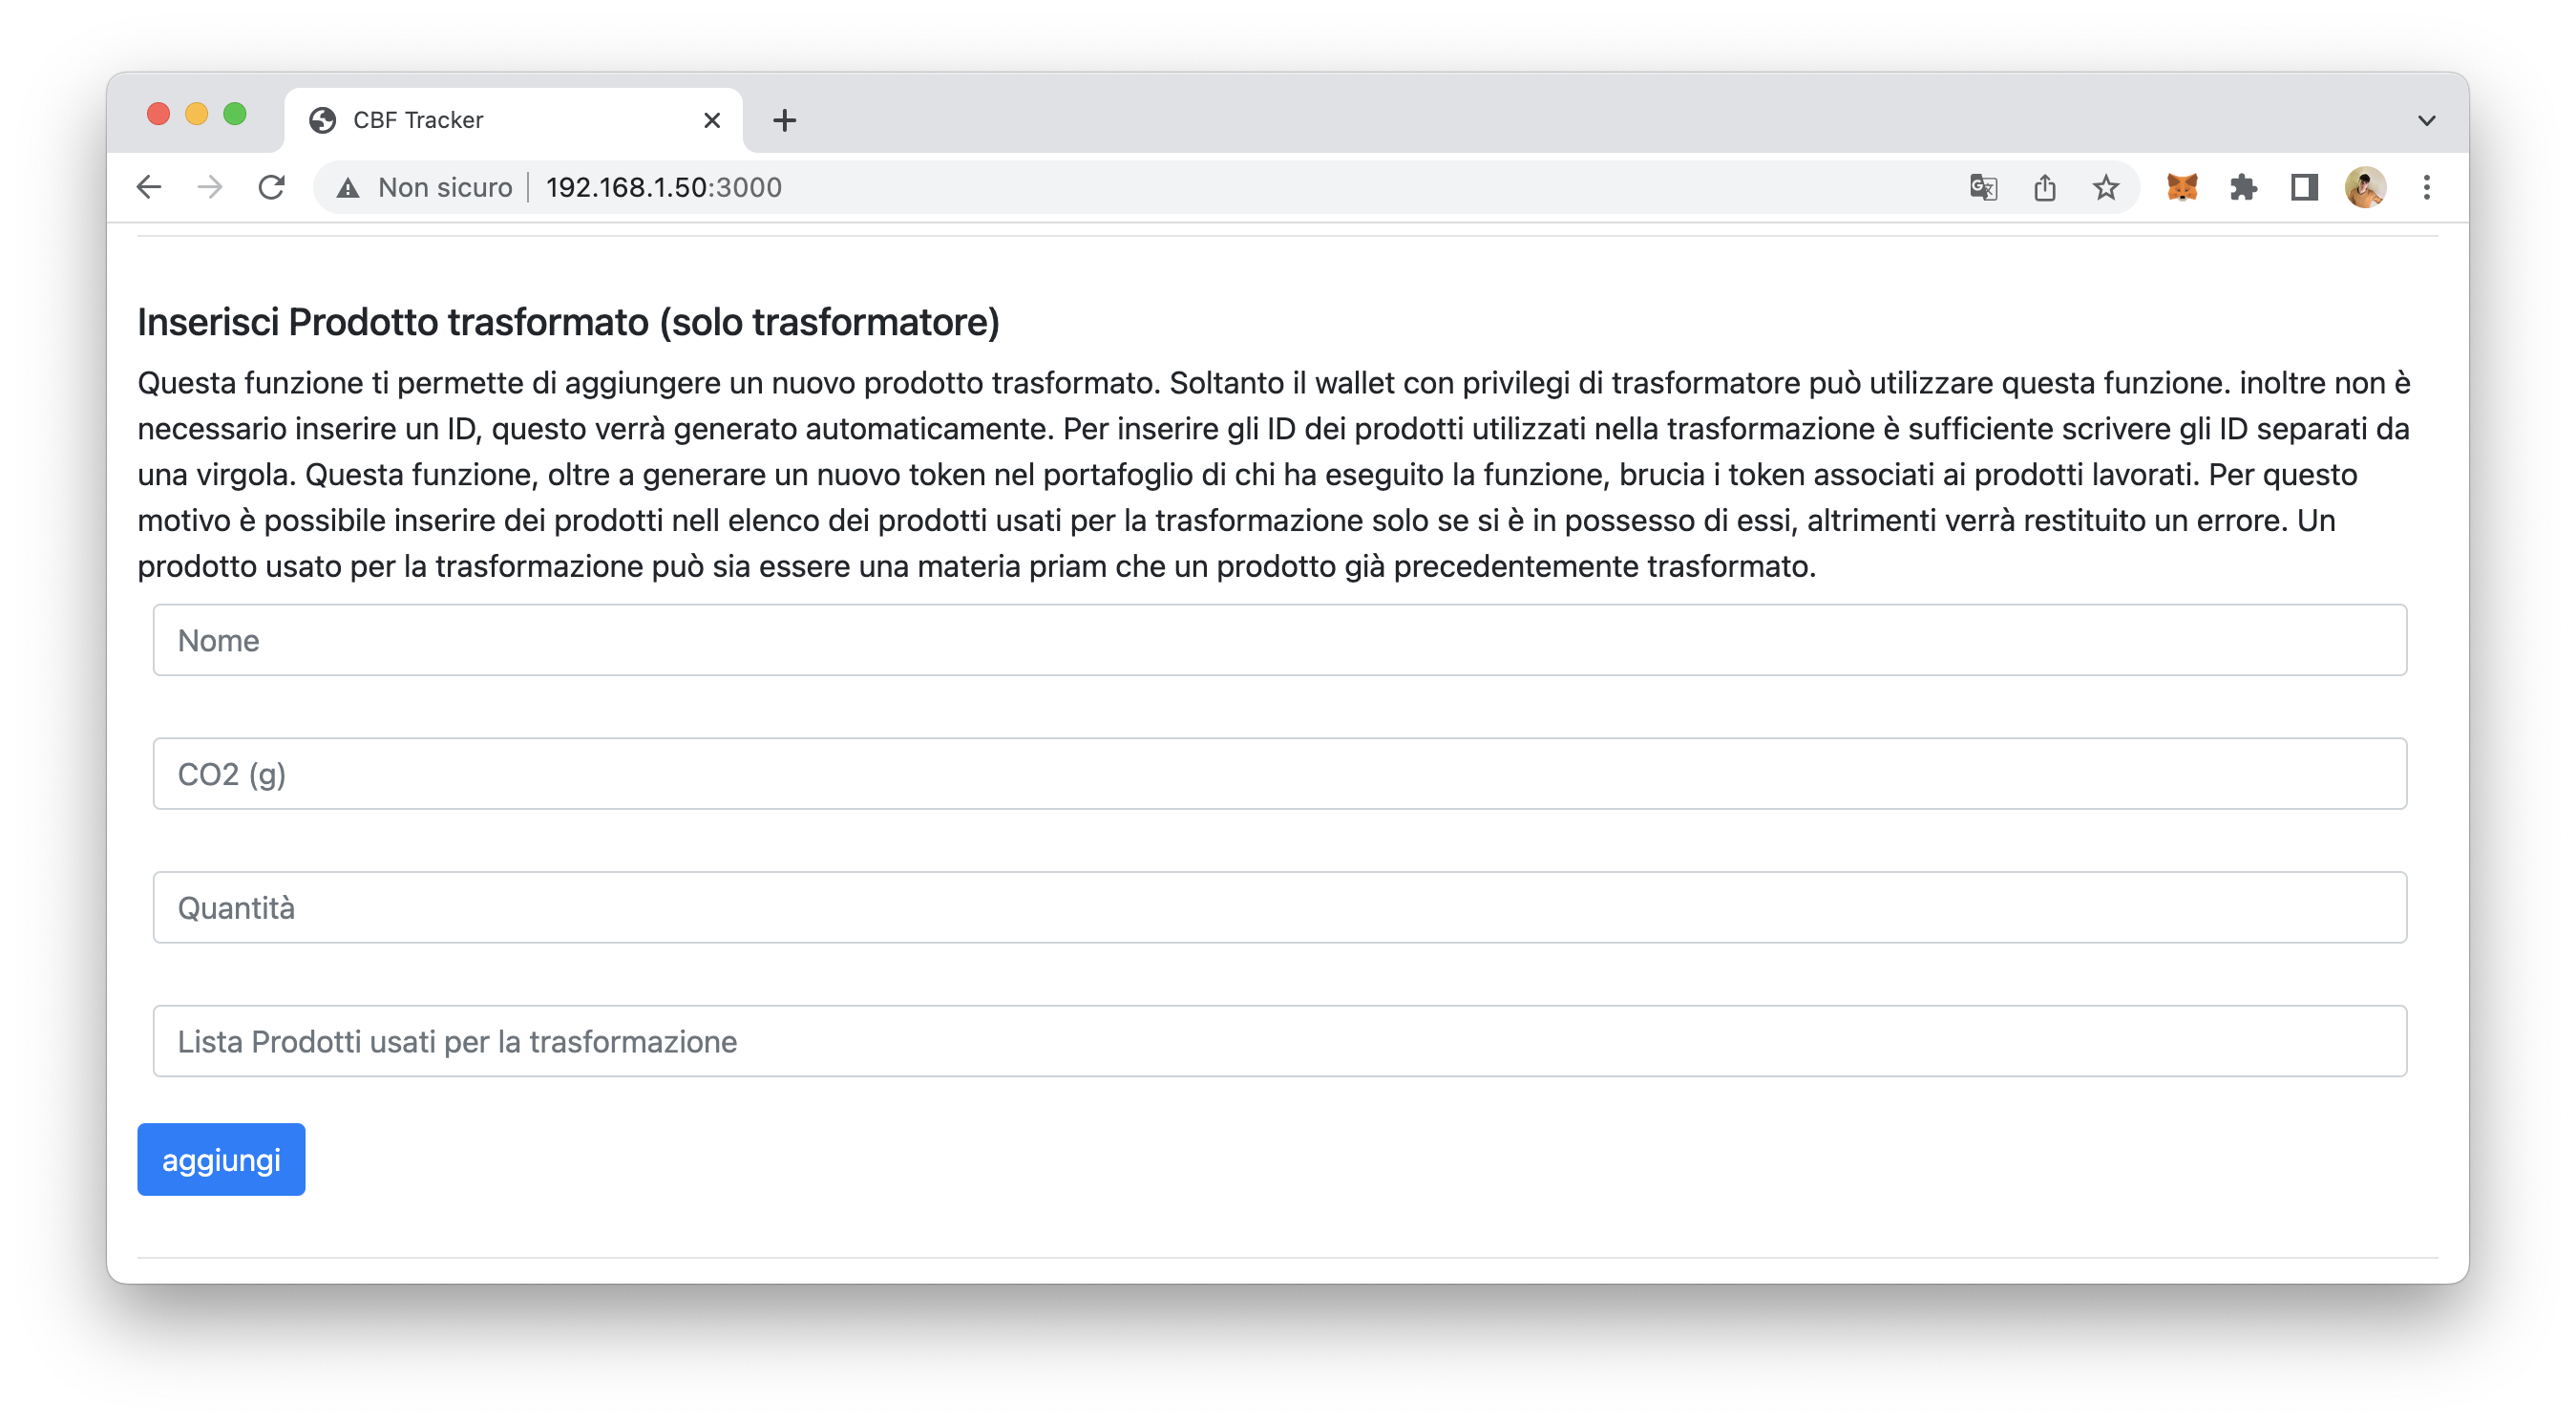 CBF Tracker
Non sicuro
192.168.1.50:3000
Inserisci Prodotto trasformato (solo trasformatore)
Questa funzione ti permette di aggiungere un nuovo prodotto trasformato. Soltanto il wallet con privilegi di trasformatore può utilizzare questa funzione. inoltre non è
necessario inserire un ID, questo verrà generato automaticamente. Per inserire gli ID dei prodotti utilizzati nella trasformazione è sufficiente scrivere gli ID separati da
una virgola. Questa funzione, oltre a generare un nuovo token nel portafoglio di chi ha eseguito la funzione, brucia i token associati ai prodotti lavorati. Per questo
motivo è possibile inserire dei prodotti nell elenco dei prodotti usati per la trasformazione solo se si è in possesso di essi, altrimenti verrà restituito un errore. Un
prodotto usato per la trasformazione può sia essere una materia priam che un prodotto già precedentemente trasformato.
Nome
CO2 (g)
Quantità
Lista Prodotti usati per la trasformazione
aggiungi